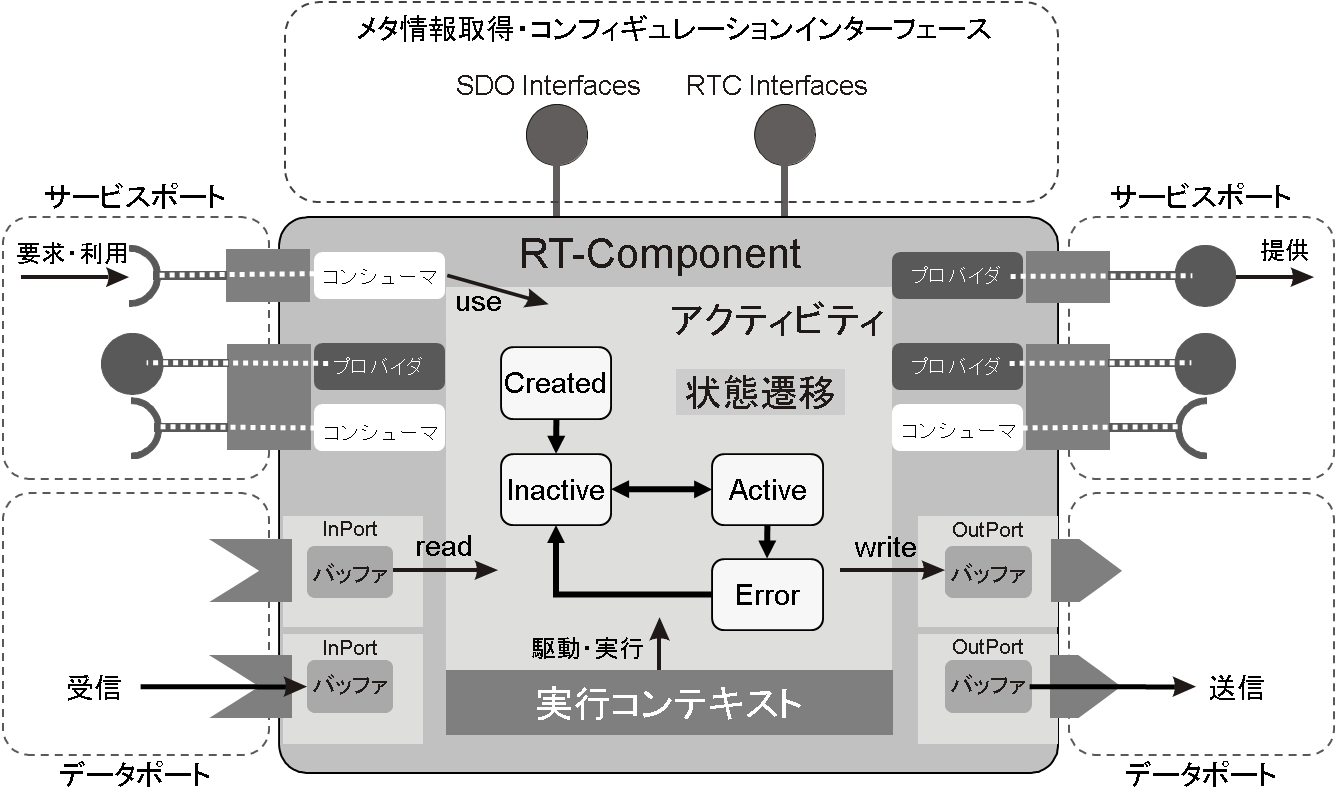 メタ情報取得・コンフィギュレーションインターフェース
SDO Interfaces
RTC Interfaces
サービスポート
サービスポート
要求・利用
コンシューマ
use
プロバイダ
コンシューマ
RT-Component
アクティビティ
状態遷移
Created
Inactive
Active
Error
プロバイダ
提供
プロバイダ
コンシューマ
InPort
バッファ
read
InPort
バッファ
受信
write
OutPort
バッファ
OutPort
バッファ
送信
駆動・実行
実行コンテキスト
データポート
データポート